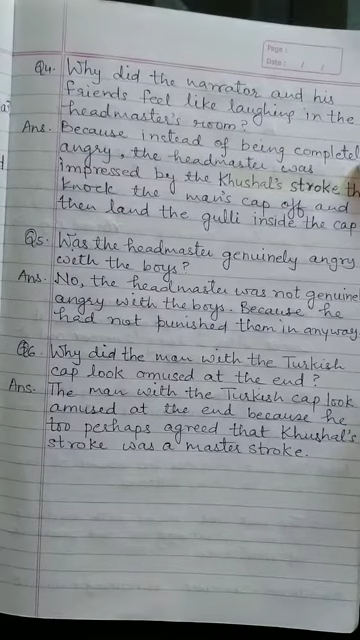 Page :
Date : / /
Q4. Why did the narrator and his
friends feel like laughing in the
headmaster's room?
Ans. Because instead of being completel
angry, the headmaster was
impressed by the Khushal's stroke th
knock the man's cap off and
then land the gulli inside the cap
Q5. Was the headmaster genuinely angry
with the boys?
Ans. No, the headmaster was not genuine
angry with the boys. Because he
had not punished them in anyway
Q6. Why did the man with the Turkish
cap look amused at the end?
Ans. The man with the Turkish cap look
amused at the end because he
too perhaps agreed that Khushal's
stroke was a master stroke.